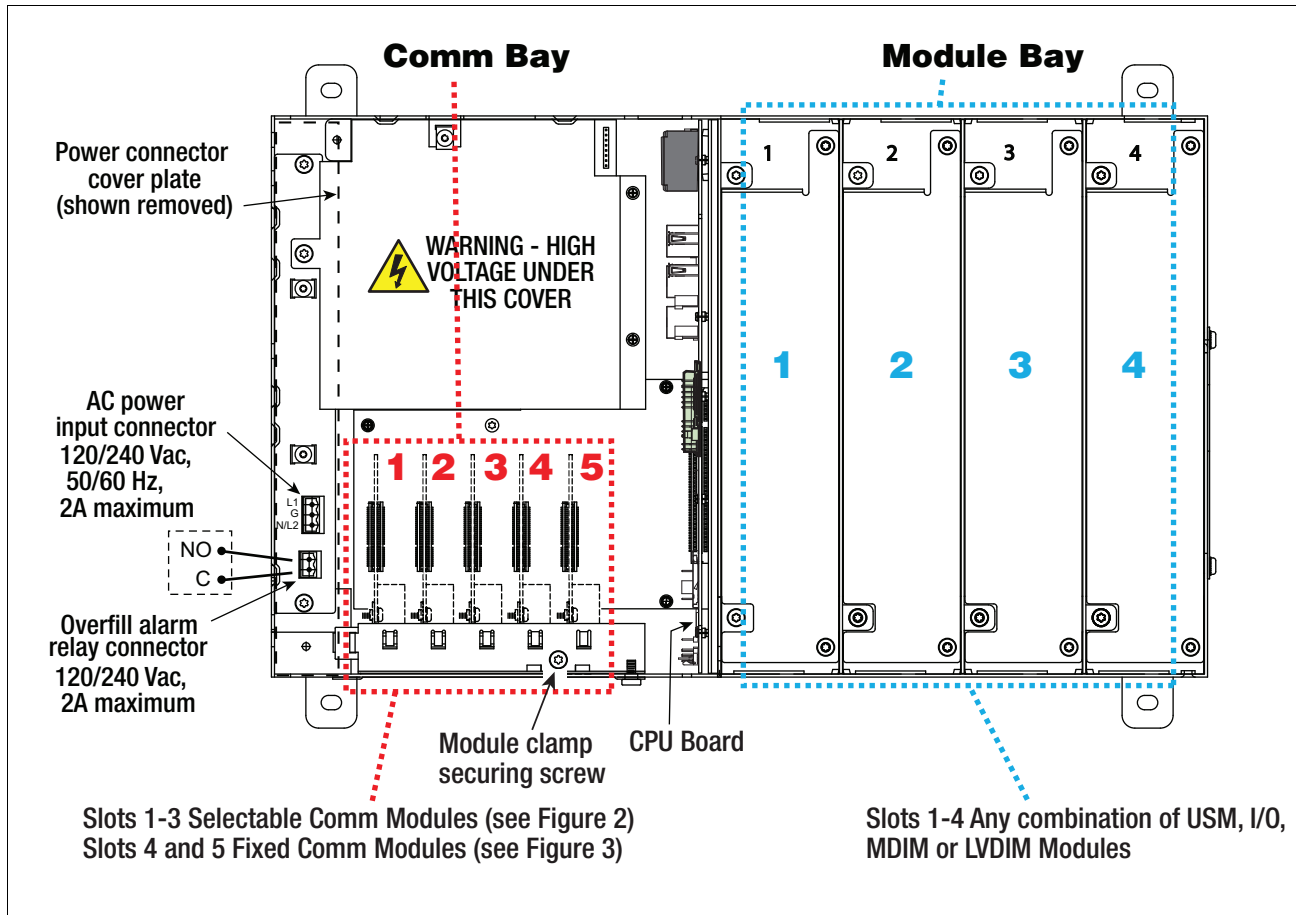 Comm Bay
Module Bay
Power connector
cover plate
(shown removed)
WARNING - HIGH
VOLTAGE UNDER
THIS COVER
1
2
3
4
1
2
3
4
AC power
input connector
120/240 Vac,
50/60 Hz,
2A maximum
L1
G
N/L2
1
2
3
4
5
NO
C
Overfill alarm
relay connector
120/240 Vac,
2A maximum
Module clamp
securing screw
CPU Board
Slots 1-3 Selectable Comm Modules (see Figure 2)
Slots 4 and 5 Fixed Comm Modules (see Figure 3)
Slots 1-4 Any combination of USM, I/O,
MDIM or LVDIM Modules